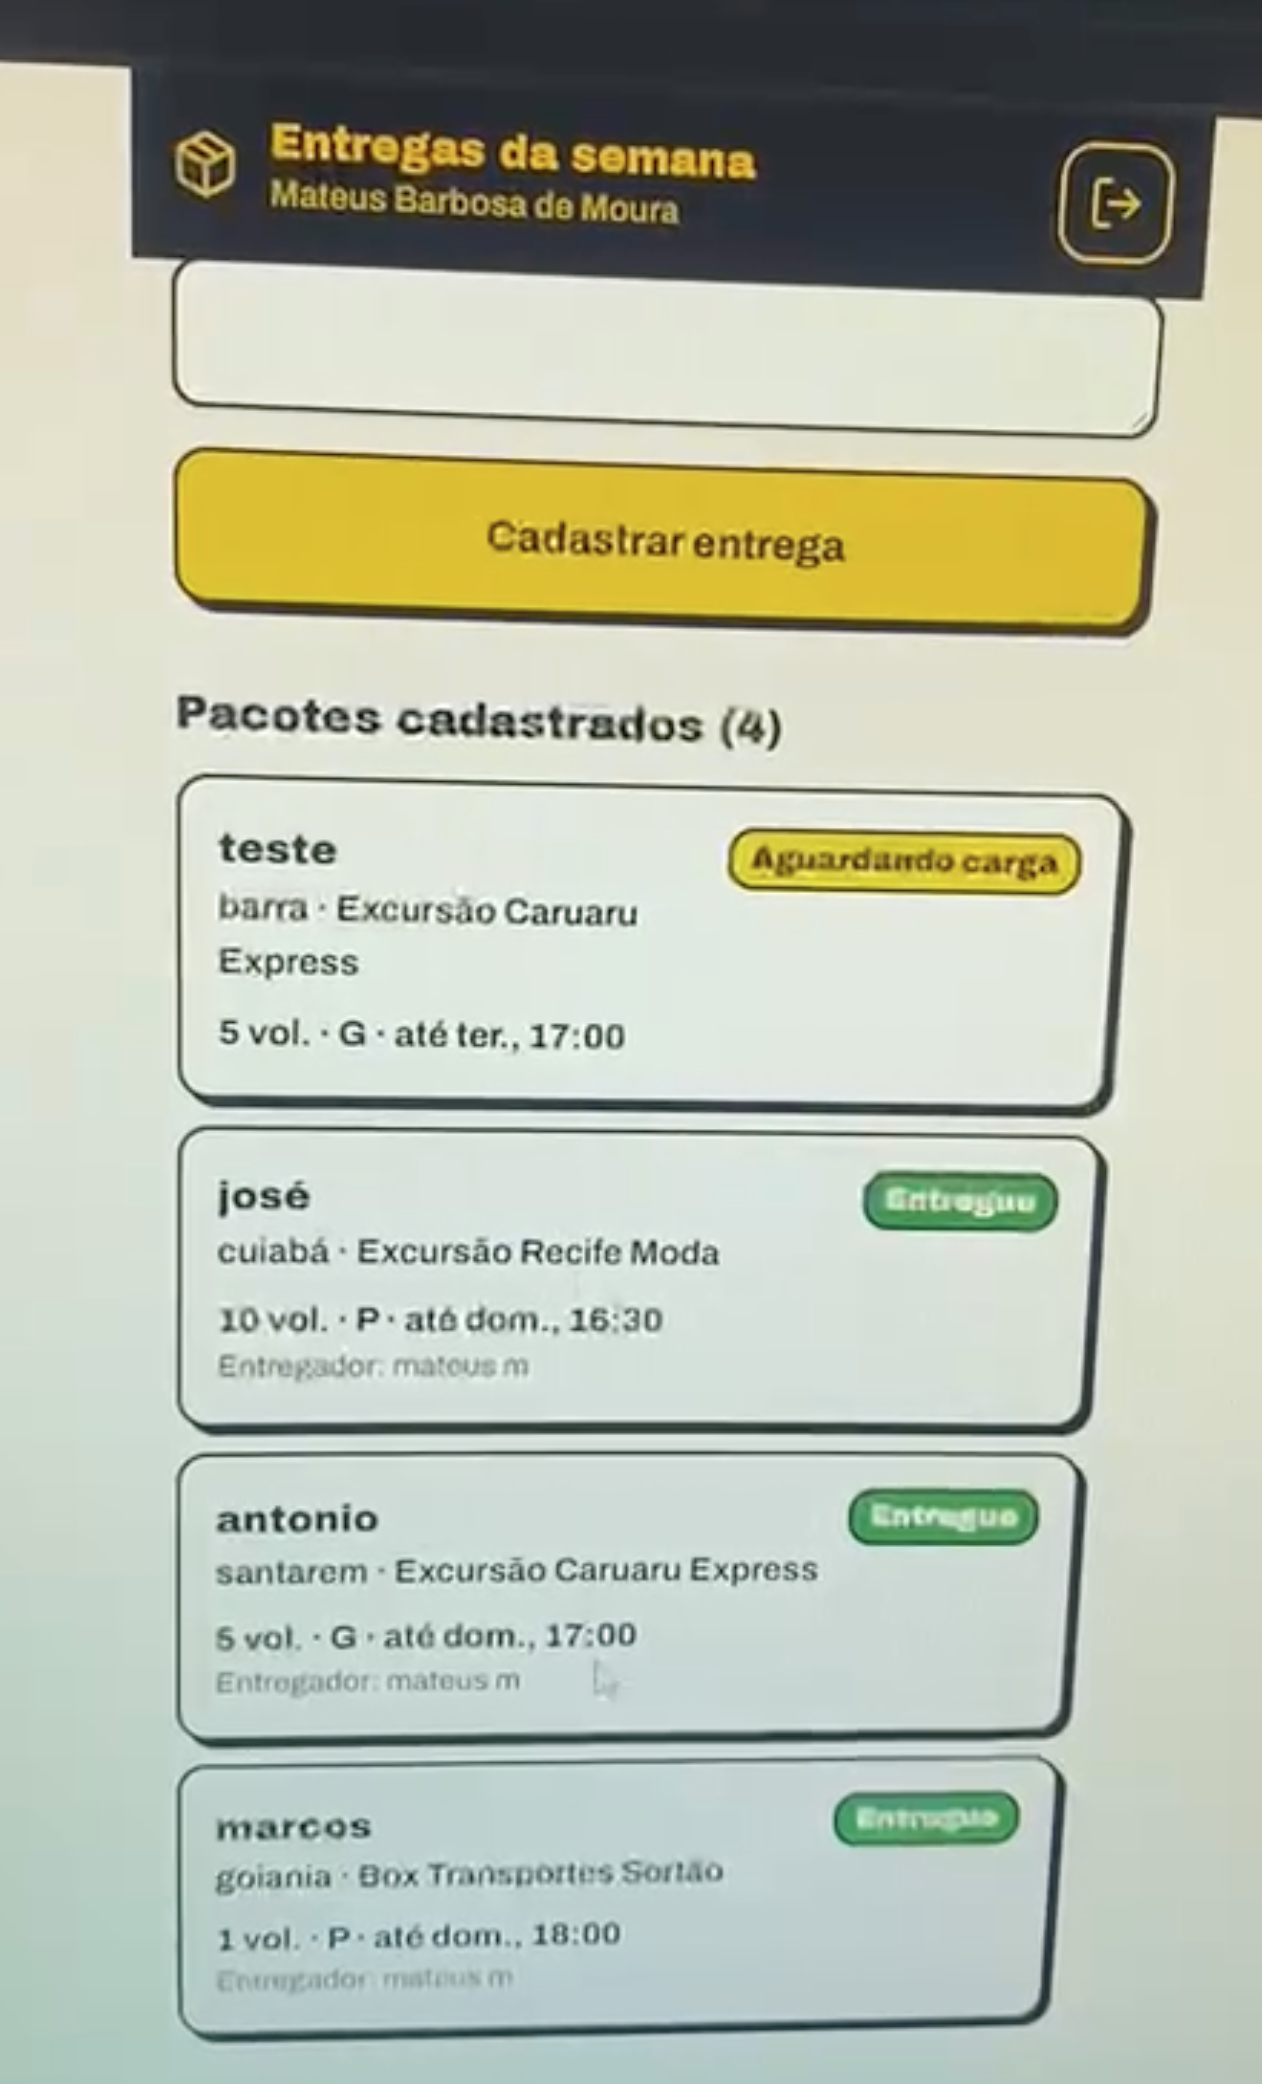 Entregas da semana
Mateus Barbosa de Moura
Cadastrar entrega
Pacotes cadastrados (4)
teste
Aguardando carga
barra · Excursão Caruaru
Express
5 vol. · G · até ter., 17:00
josé
Entregue
cuiabá · Excursão Recife Moda
10 vol. · P · até dom., 16:30
Entregador: mateus m
antonio
Entregue
santarem · Excursão Caruaru Express
5 vol. · G · até dom., 17:00
Entregador: mateus m
marcos
Entregue
goiania · Box Transportes Sertão
1 vol. · P · até dom., 18:00
Entregador: mateus m